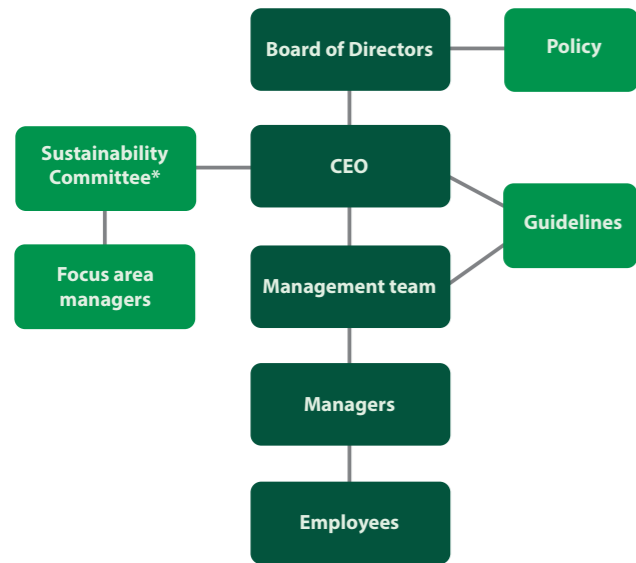 Board of Directors
Policy
Sustainability
Committee*
CEO
Guidelines
Focus area
managers
Management team
Managers
Employees